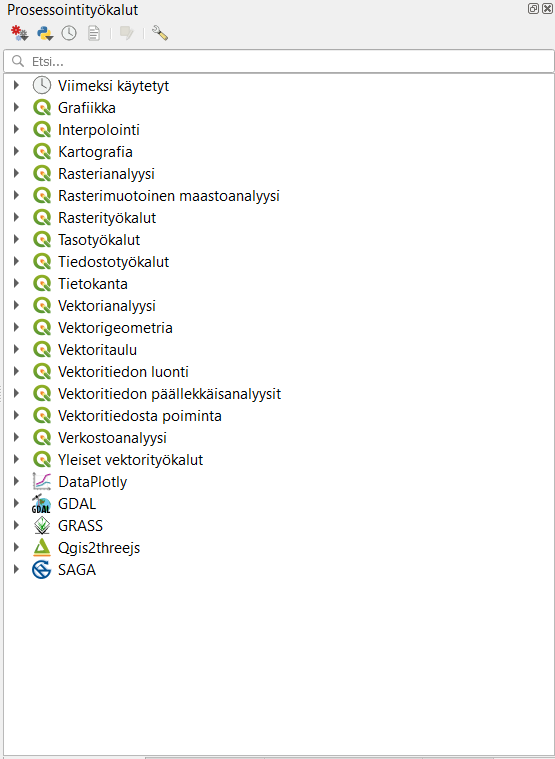 Prosessointityökalut
Etsi...
Viimeksi käytetyt
Grafiikka
Interpolointi
Kartografia
Rasterianalyysi
Rasterimuotoinen maastoanalyysi
Rasterityökalut
Tasotyökalut
Tiedostotyökalut
Tietokanta
Vektorianalyysi
Vektorigeometria
Vektoritaulu
Vektoritiedon luonti
Vektoritiedon päällekkäisanalyysit
Vektoritiedosta poiminta
Verkostoanalyysi
Yleiset vektorityökalut
DataPlotly
GDAL GDAL
GRASS
Qgis2threejs
SAGA